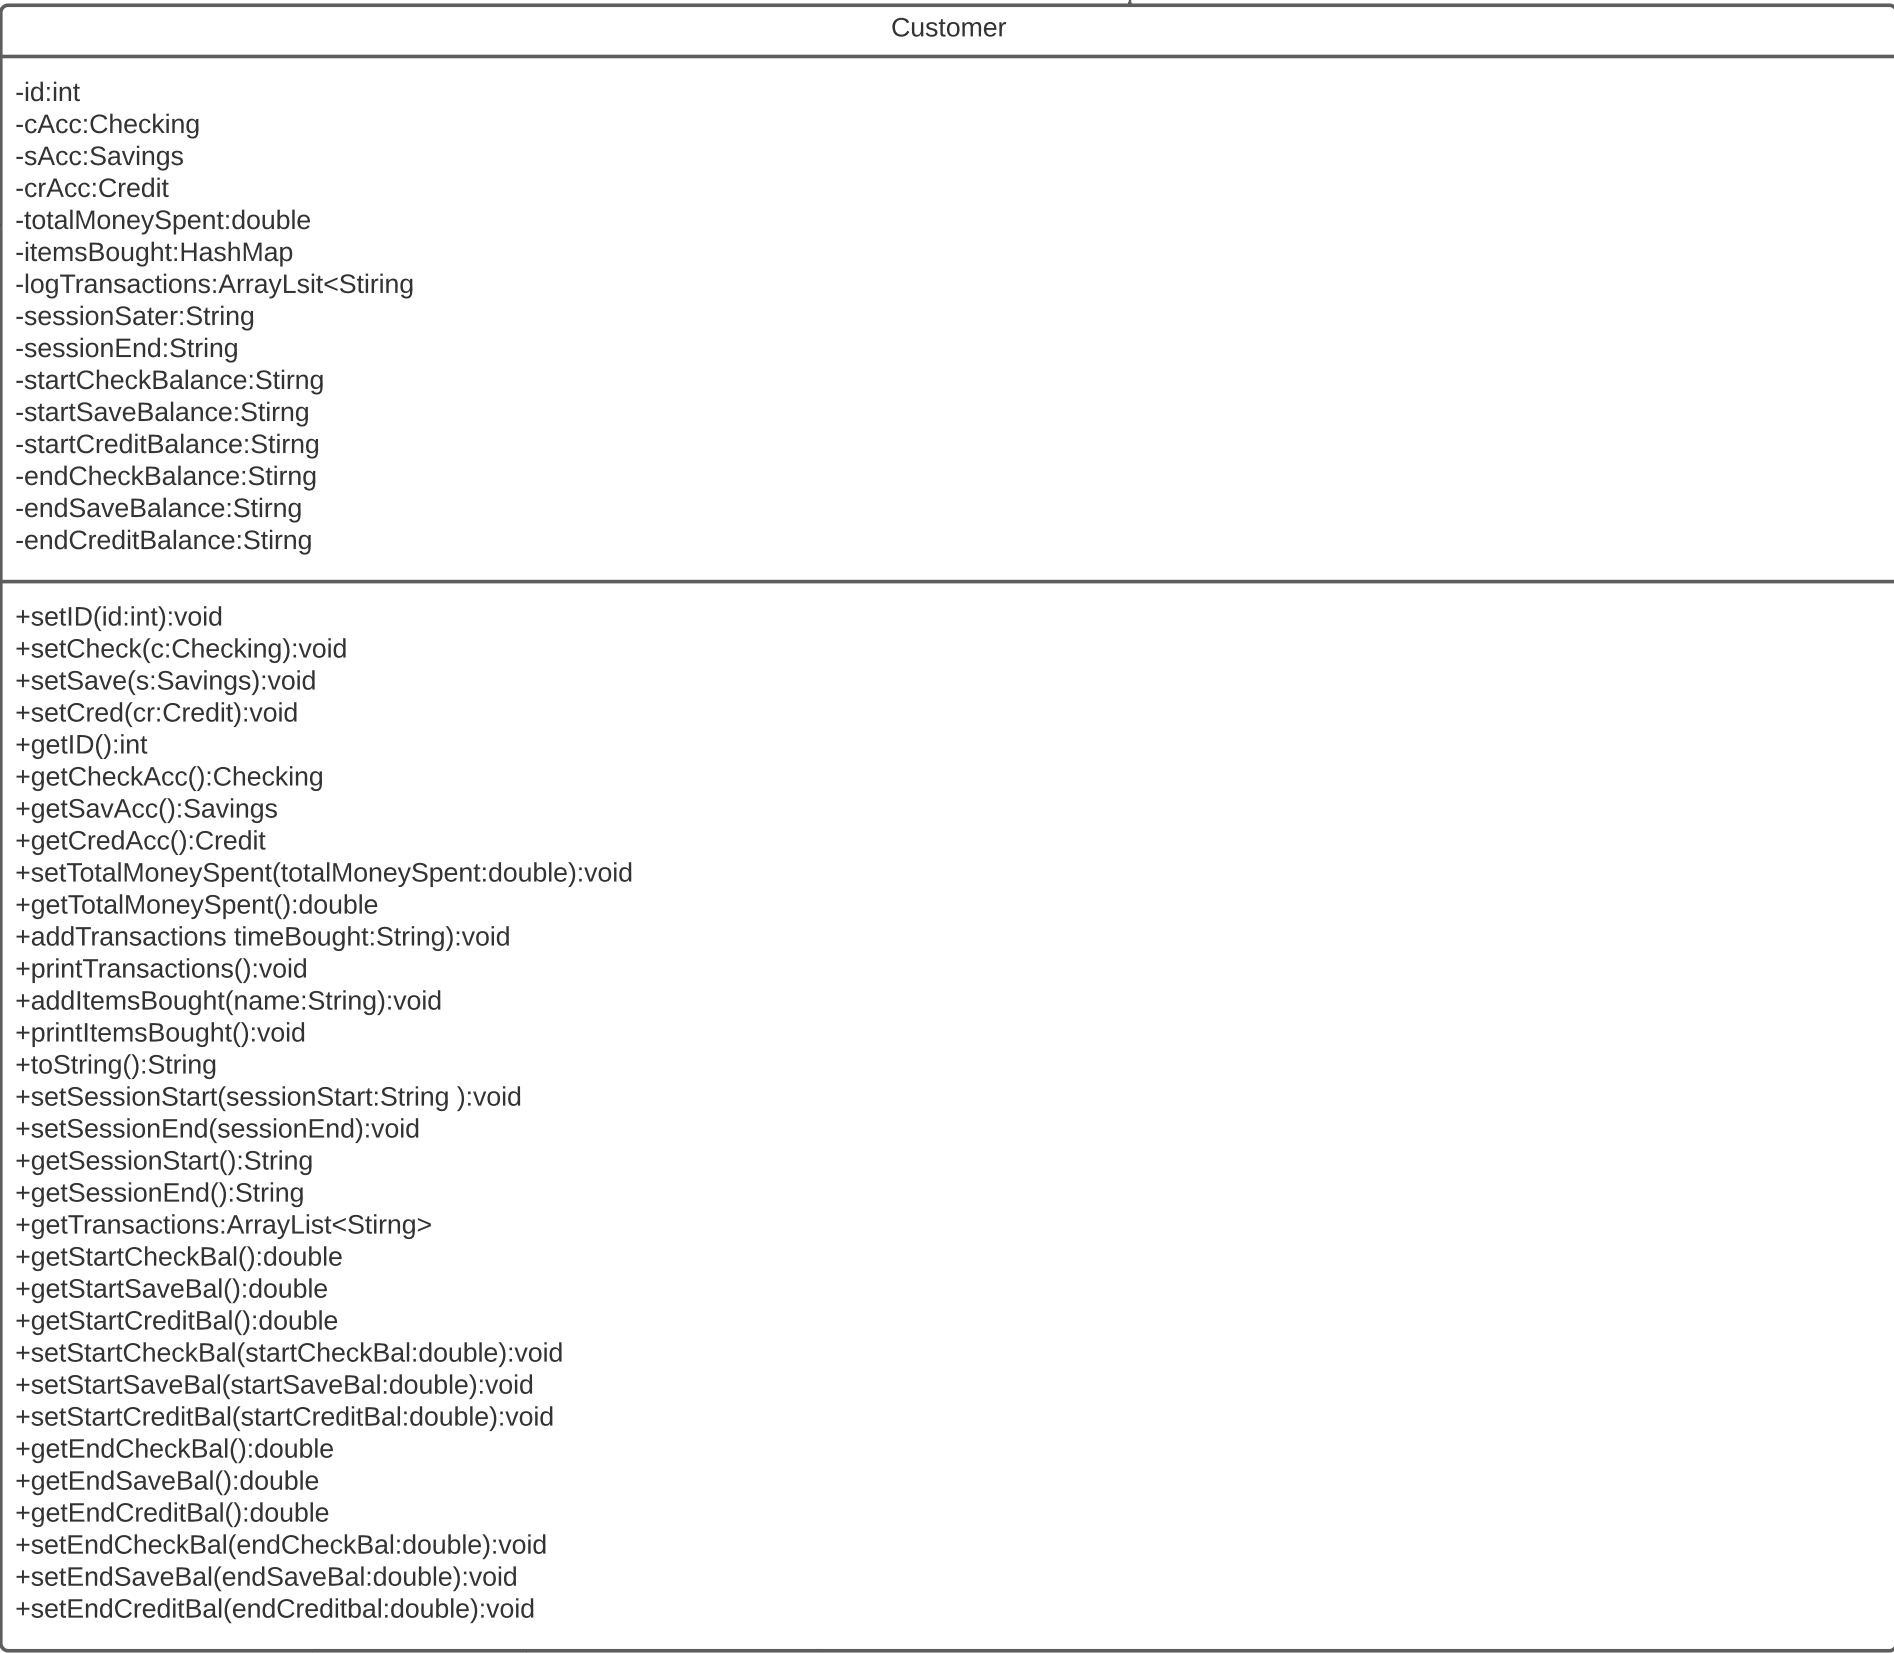 Customer
-id:int
-cAcc:Checking
-sAcc:Savings
-crAcc:Credit
-totalMoneySpent:double
-itemsBought:HashMap
-logTransactions:ArrayLsit<Stiring
-sessionSater:String
-sessionEnd:String
-startCheckBalance:Stirng
-startSaveBalance:Stirng
-startCreditBalance:Stirng
-endCheckBalance:Stirng
-endSaveBalance:Stirng
-endCreditBalance:Stirng
+setID(id:int):void
+setCheck(c:Checking):void
+setSave(s:Savings):void
+setCred(cr:Credit):void
+getID():int
+getCheckAcc():Checking
+getSavAcc():Savings
+getCredAcc():Credit
+setTotalMoneySpent(totalMoneySpent:double):void
+getTotalMoneySpent():double
+addTransactions timeBought:String):void
+printTransactions():void
+addItemsBought(name:String):void
+printItemsBought():void
+toString():String
+setSessionStart(sessionStart:String ):void
+setSessionEnd(sessionEnd):void
+getSessionStart():String
+getSessionEnd():String
+getTransactions:ArrayList<Stirng>
+getStartCheckBal():double
+getStartSaveBal():double
+getStartCreditBal():double
+setStartCheckBal(startCheckBal:double):void
+setStartSaveBal(startSaveBal:double):void
+setStartCreditBal(startCreditBal:double):void
+getEndCheckBal():double
+getEndSaveBal():double
+getEndCreditBal():double
+setEndCheckBal(endCheckBal:double):void
+setEndSaveBal(endSaveBal:double):void
+setEndCreditBal(endCreditbal:double):void